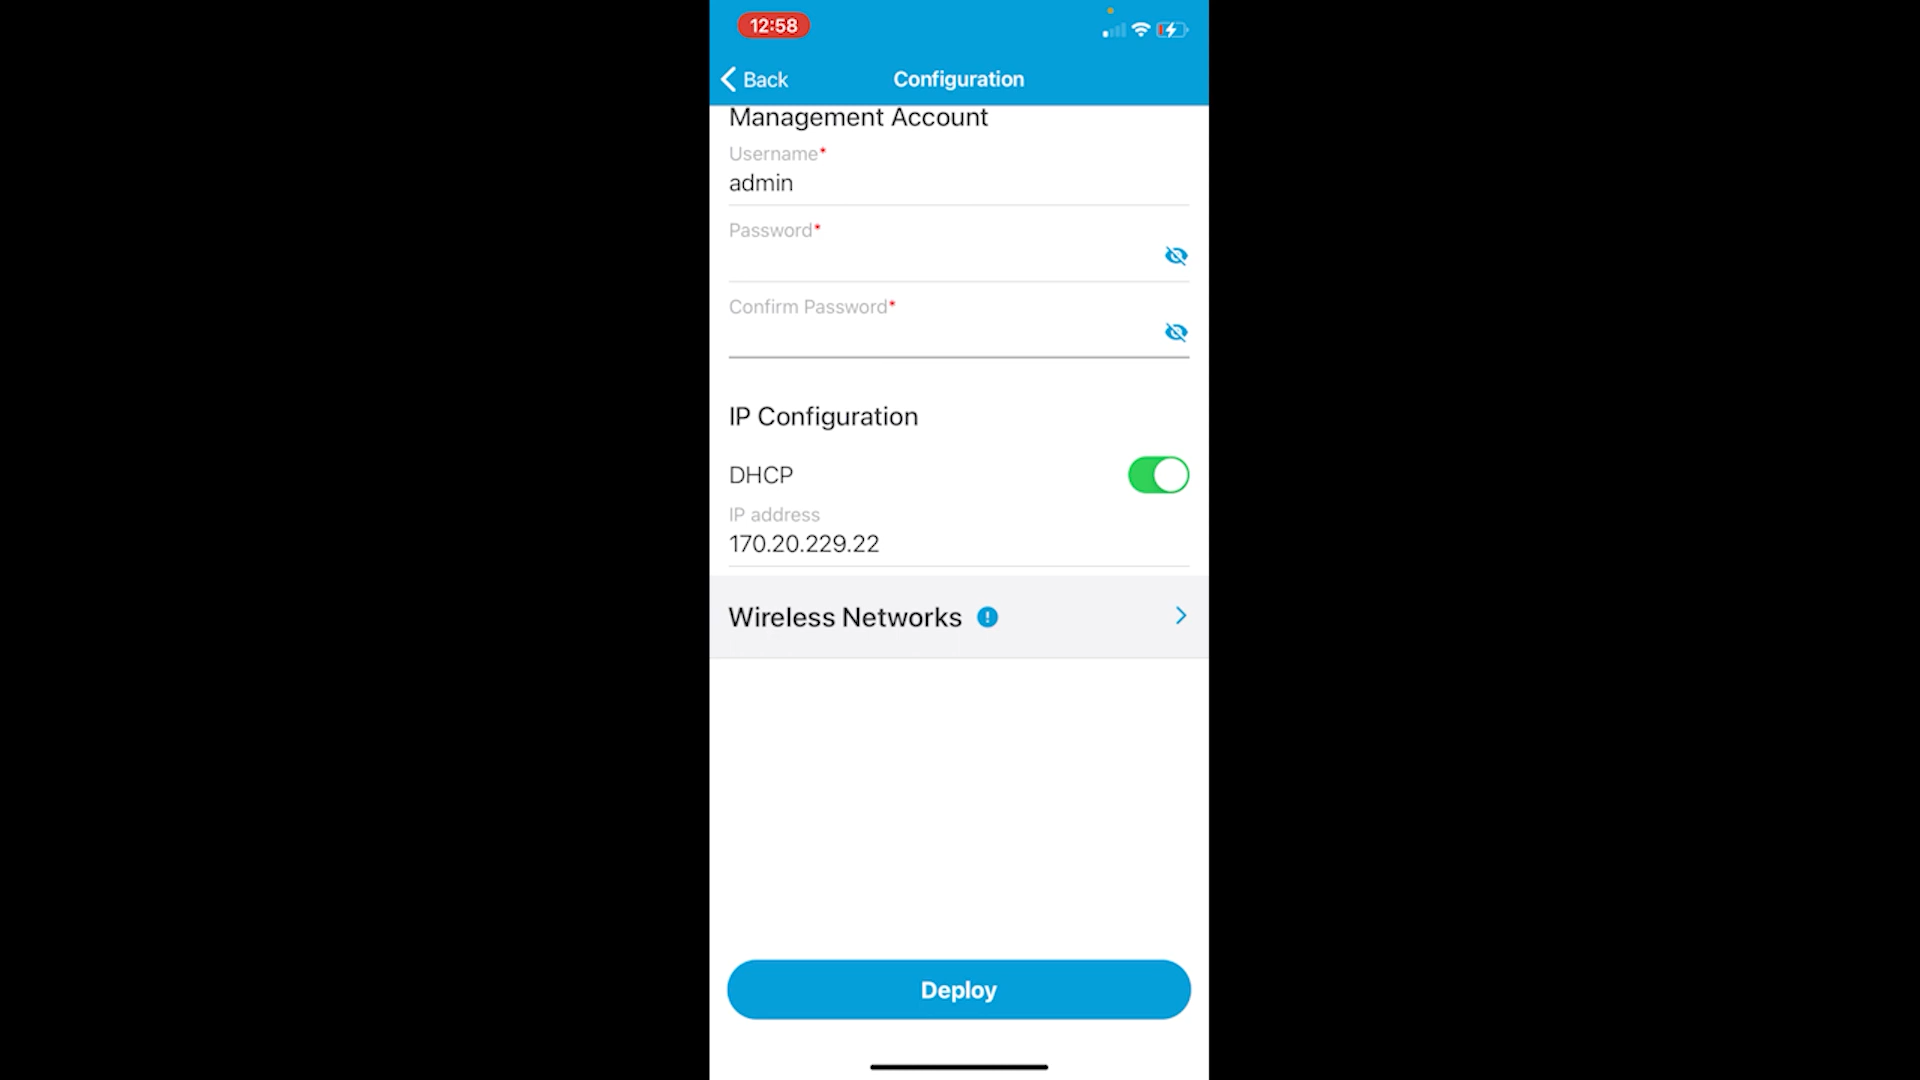 12:58
Back
Configuration
Management Account
Username*
admin
Password*
Confirm Password*
IP Configuration
DHCP
IP address
170.20.229.22
Wireless Networks
Deploy